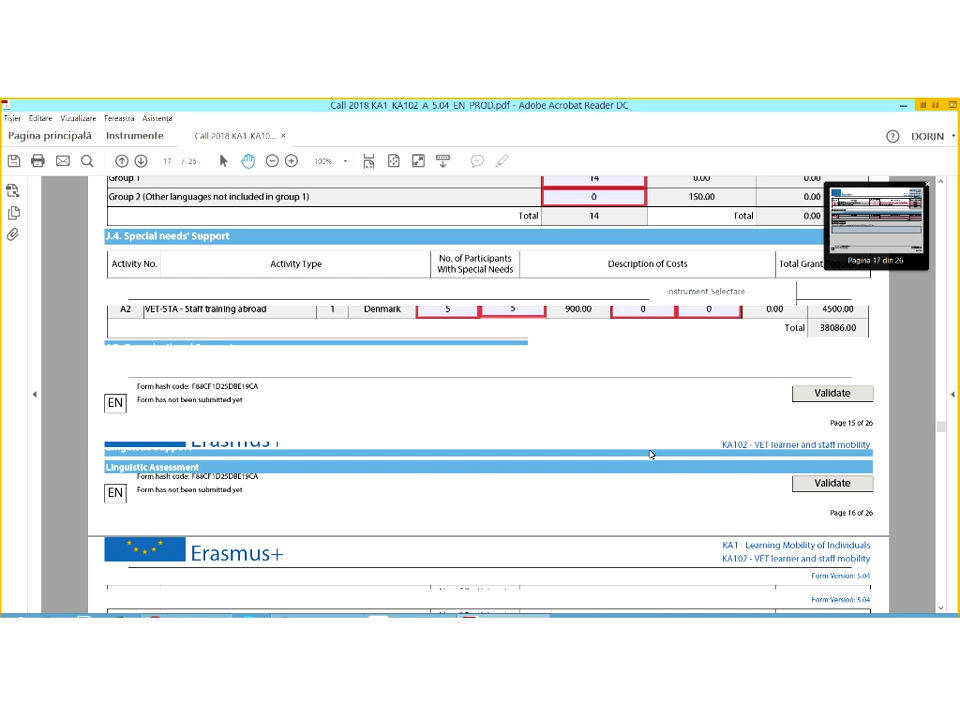 Call 2018 KA1_KA102_A_5.04_EN_PROD.pdf - Adobe Acrobat Reader DC
Fișier Editare Vizualizare Fereastră Asistență
Pagina principală Instrumente Call 2018 KA1_KA10... × DORIN
17 / 26 100%
Group 1 14 0.00 0.00
Group 2 (Other languages not included in group 1) 0 150.00 0.00
Total 14 Total 0.00
J.4. Special needs' Support
Activity No. Activity Type No. of Participants With Special Needs Description of Costs Total Grant
Pagina 17 din 26
Instrument Selectare
A2 VET-STA - Staff training abroad 1 Denmark 5 5 900.00 0 0 0.00 4500.00
Total 38086.00
Form hash code: F88CF1D25DBE19CA
EN Form has not been submitted yet Validate
Page 15 of 26
Erasmus+ KA102 - VET learner and staff mobility
Linguistic Support
Linguistic Assessment
Form hash code: F88CF1D25DBE19CA
EN Form has not been submitted yet Validate
Page 16 of 26
Erasmus+ KA1 - Learning Mobility of Individuals
KA102 - VET learner and staff mobility
Form Version: 5.04
Form Version: 5.04